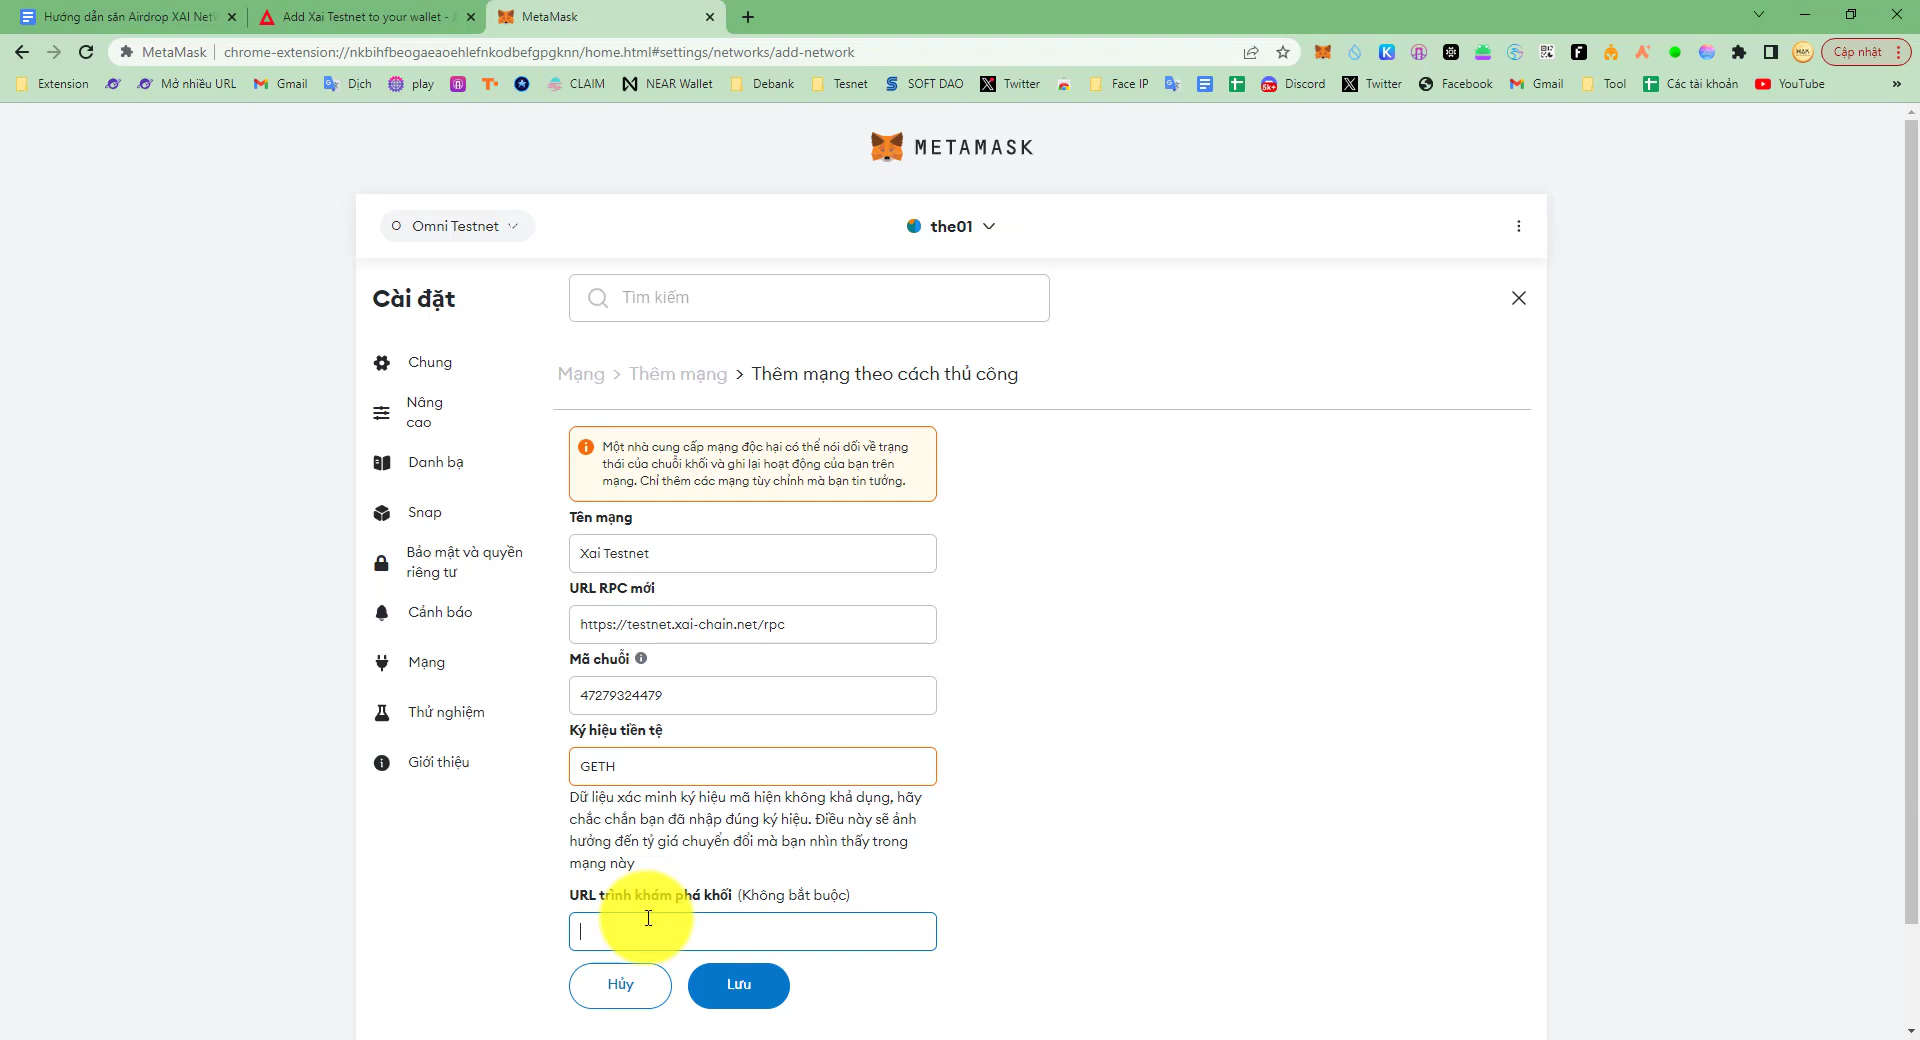 Hướng dẫn săn Airdrop XAI Netw
Add Xai Testnet to your wallet -
MetaMask
MetaMask
chrome-extension://nkbihfbeogaeaoehlefnkodbefgpgknn/home.html#settings/networks/add-network
Cập nhật
Extension
Mở nhiều URL
Gmail
Dịch
play
CLAIM
NEAR Wallet
Debank
Tesnet
SOFT DAO
Twitter
Face IP
Discord
Twitter
Facebook
Gmail
Tool
Các tài khoản
YouTube
METAMASK
Omni Testnet
the01
Cài đặt
Tìm kiếm
Chung
Nâng
cao
Danh bạ
Snap
Bảo mật và quyền
riêng tư
Cảnh báo
Mạng
Thử nghiệm
Giới thiệu
Mạng > Thêm mạng > Thêm mạng theo cách thủ công
Một nhà cung cấp mạng độc hại có thể nói dối về trạng
thái của chuỗi khối và ghi lại hoạt động của bạn trên
mạng. Chỉ thêm các mạng tùy chỉnh mà bạn tin tưởng.
Tên mạng
Xai Testnet
URL RPC mới
https://testnet.xai-chain.net/rpc
Mã chuỗi
47279324479
Ký hiệu tiền tệ
GETH
Dữ liệu xác minh ký hiệu mã hiện không khả dụng, hãy
chắc chắn bạn đã nhập đúng ký hiệu. Điều này sẽ ảnh
hưởng đến tỷ giá chuyển đổi mà bạn nhìn thấy trong
mạng này
URL trình khám phá khối (Không bắt buộc)
Hủy
Lưu